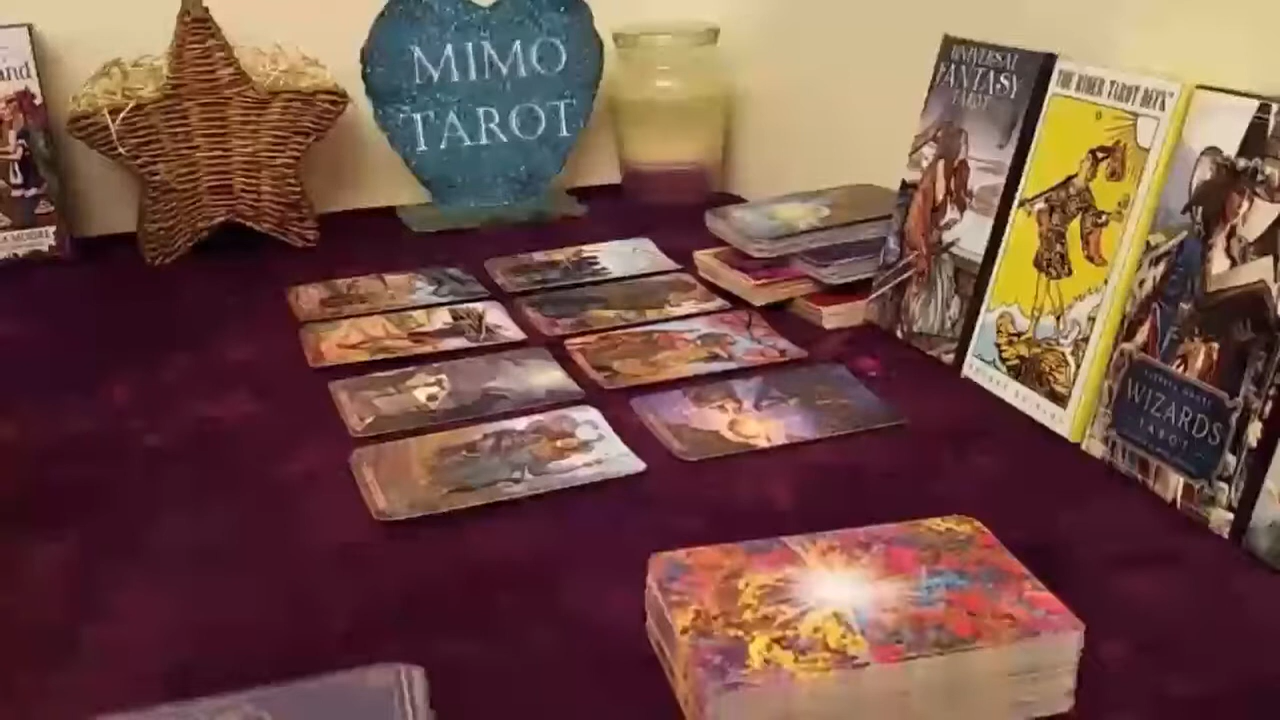 MIMO
TAROT
UNIVERSAL
FANTASY
TAROT
THE RIDER TAROT DECK
WIZARDS
TAROT